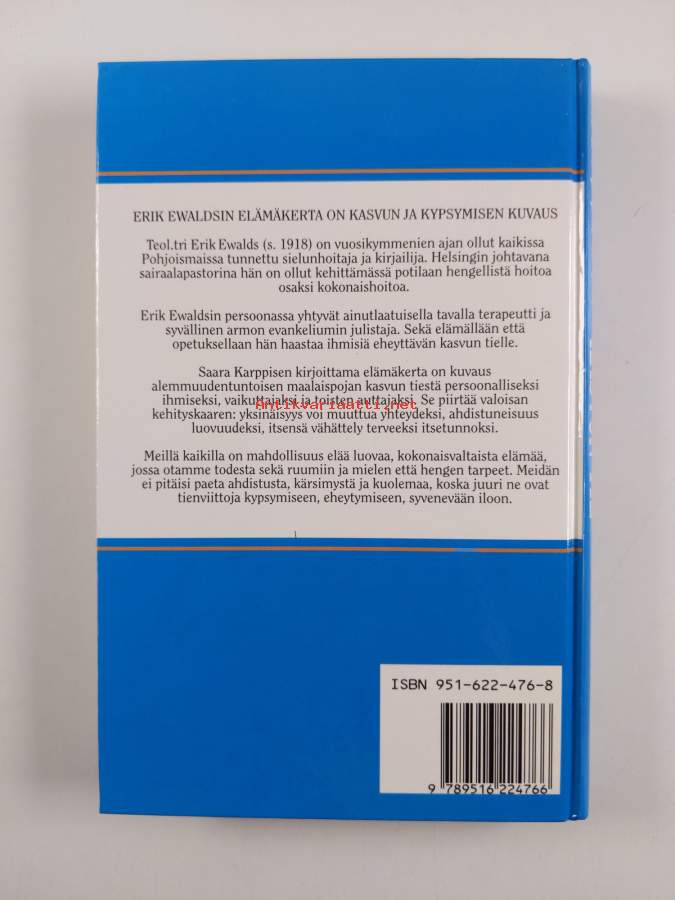 ERIK EWALDSIN ELÄMÄKERTA ON KASVUN JA KYPSYMISEN KUVAUS
Teol.tri Erik Ewalds (s. 1918) on vuosikymmenien ajan ollut kaikissa
Pohjoismaissa tunnettu sielunhoitaja ja kirjailija. Helsingin johtavana
sairaalapastorina hän on ollut kehittämässä potilaan hengellistä hoitoa
osaksi kokonaishoitoa.
Erik Ewaldsin persoonassa yhtyvät ainutlaatuisella tavalla terapeutti ja
syvällinen armon evankeliumin julistaja. Sekä elämällään että
opetuksellaan hän haastaa ihmisiä eheyttävän kasvun tielle.
Saara Karppisen kirjoittama elämäkerta on kuvaus
alemmuudentuntoisen maalaispojan kasvun tiestä persoonalliseksi
ihmiseksi, vaikuttajaksi ja toisten auttajaksi. Se piirtää valoisan
Antikvariaatti.net
kehityskaaren: yksinäisyys voi muuttua yhteydeksi, ahdistuneisuus
luovuudeksi, itsensä vähättely terveeksi itsetunnoksi.
Meillä kaikilla on mahdollisuus elää luovaa, kokonaisvaltaista elämää,
jossa otamme todesta sekä ruumiin ja mielen että hengen tarpeet. Meidän
ei pitäisi paeta ahdistusta, kärsimystä ja kuolemaa, koska juuri ne ovat
tienviittoja kypsymiseen, eheytymiseen, syvenevään iloon.
ISBN 951-622-476-8
9 789516 224766